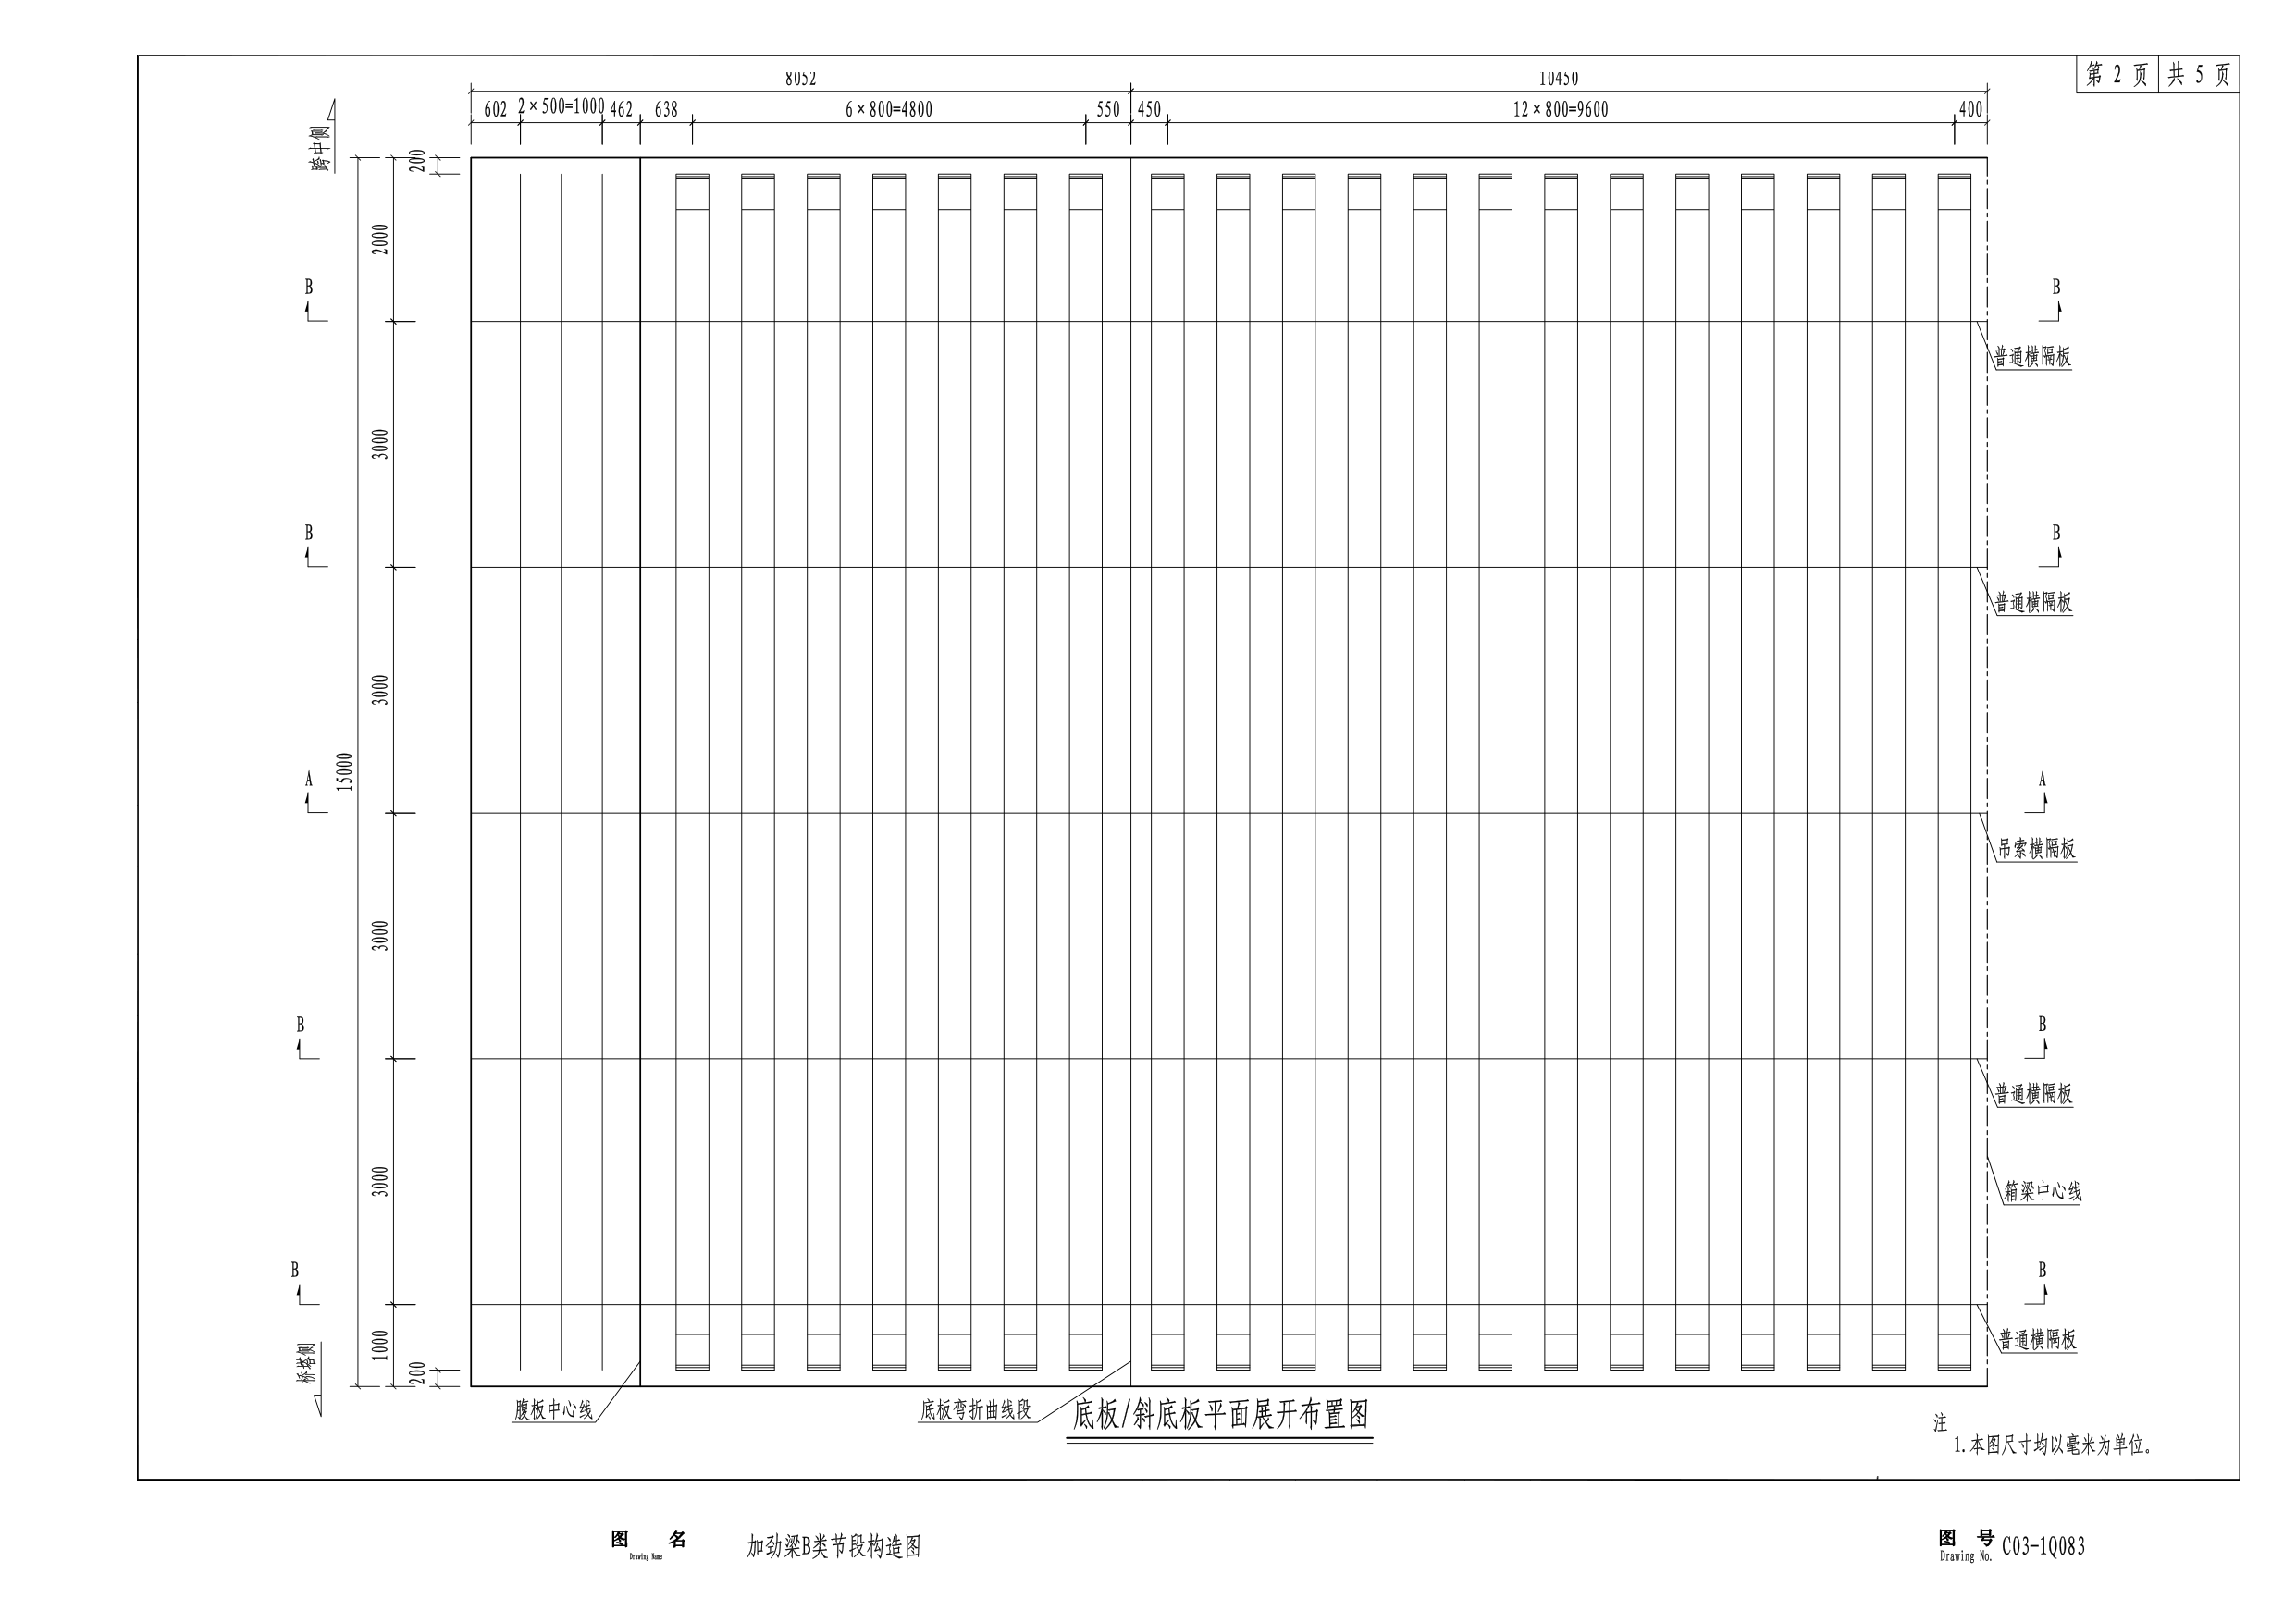 第 2 页 共 5 页
8052 10450
602 2×500=1000 462 638 6×800=4800 550 450 12×800=9600 400
跨中侧
200
2000
B B
普通横隔板
3000
B B
普通横隔板
3000
15000
A A
吊索横隔板
3000
B B
普通横隔板
3000
箱梁中心线
B B
1000
普通横隔板
桥塔侧
200
腹板中心线 底板弯折曲线段
底板/斜底板平面展开布置图
注
1.本图尺寸均以毫米为单位。
图 名 加劲梁B类节段构造图 图 号 C03-1Q083
Drawing Name Drawing No.